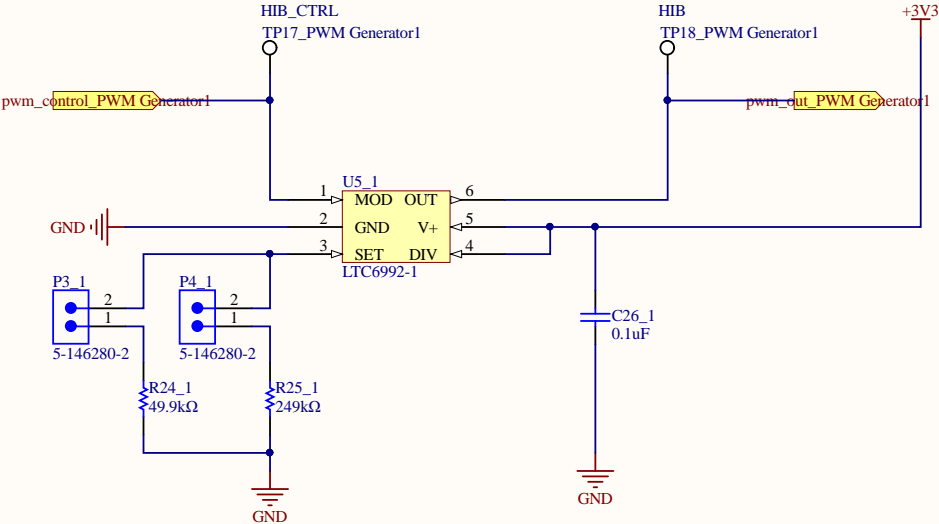 HIB_CTRL
TP17_PWM Generator1
HIB
TP18_PWM Generator1
+3V3
pwm_control_PWM Generator1
pwm_out_PWM Generator1
U5_1
1 MOD OUT 6
GND
2 GND V+ 5
3 SET DIV 4
LTC6992-1
P3_1
2
1
5-146280-2
P4_1
2
1
5-146280-2
C26_1
0.1uF
R24_1
49.9kΩ
R25_1
249kΩ
GND
GND